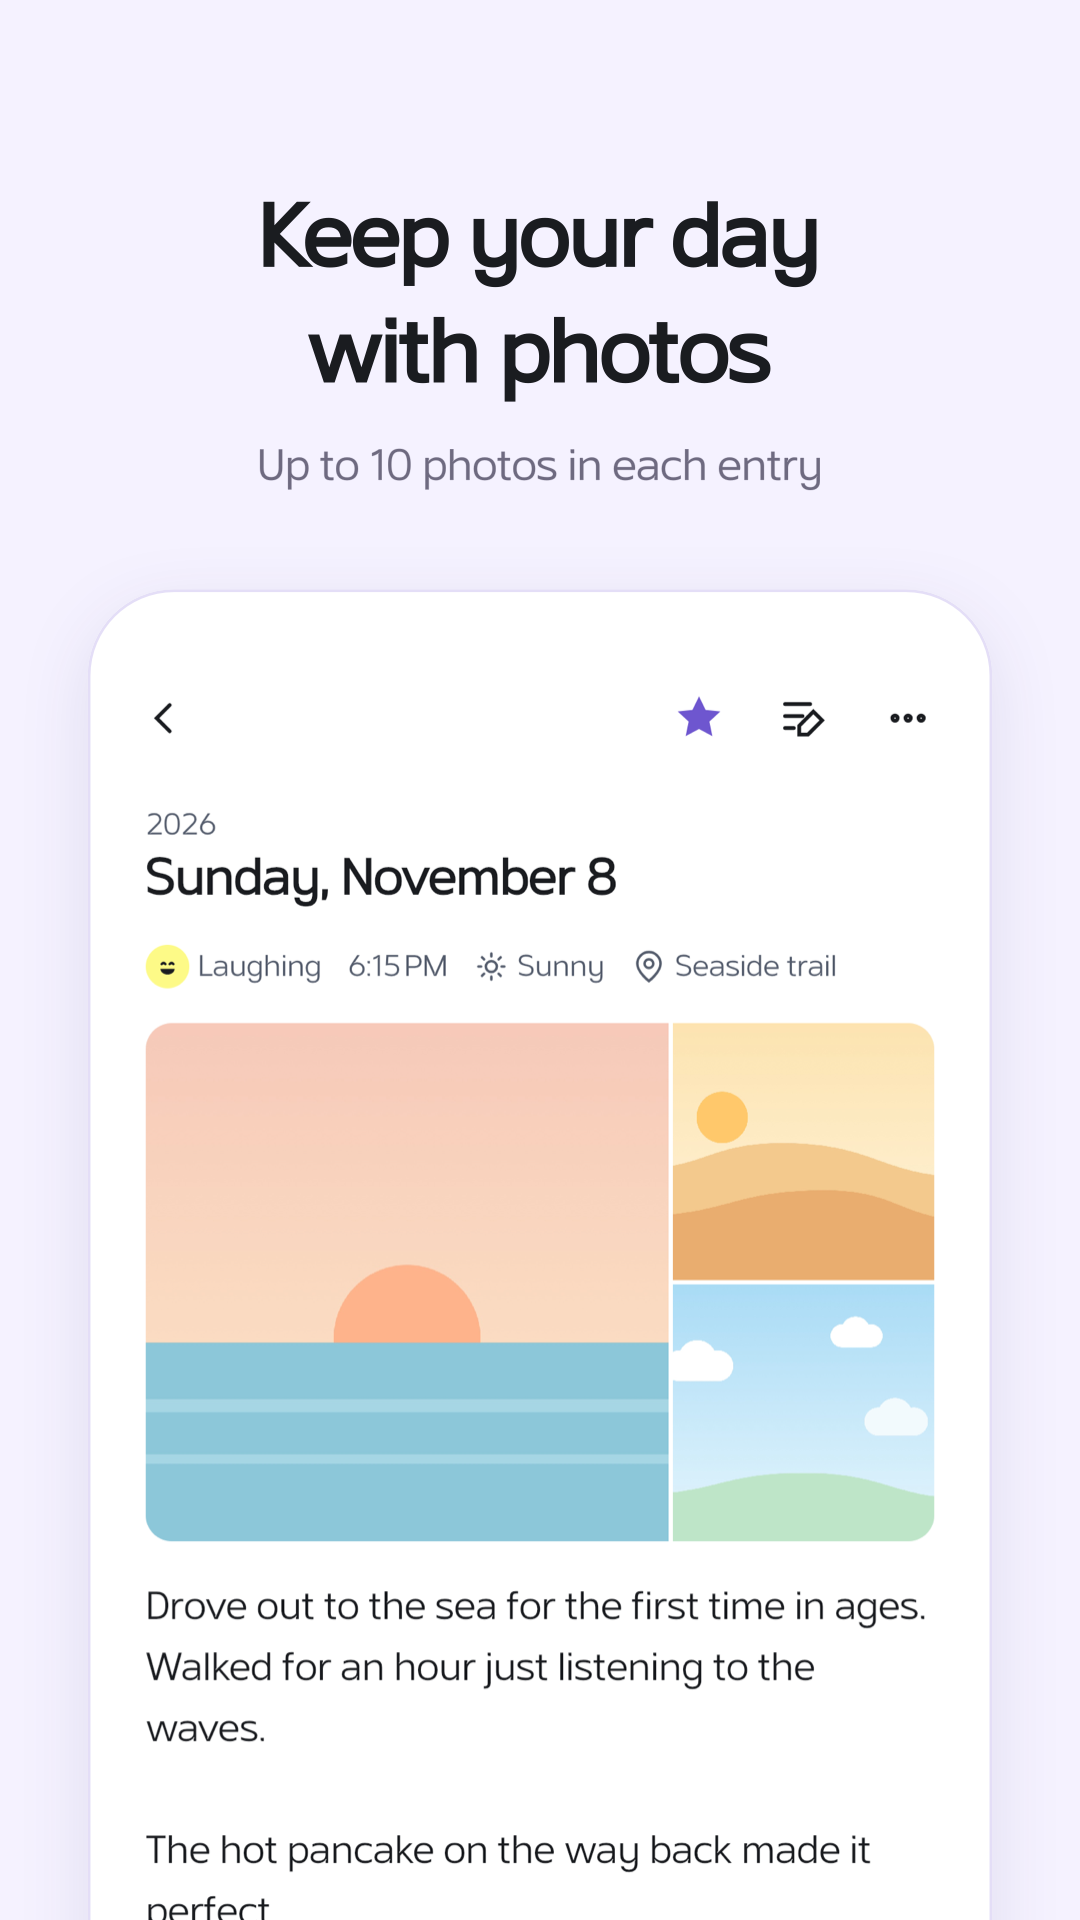 Keep your day
with photos
Up to 10 photos in each entry
2026
Sunday, November 8
Laughing 6:15 PM Sunny Seaside trail
Drove out to the sea for the first time in ages.
Walked for an hour just listening to the
waves.
The hot pancake on the way back made it
perfect